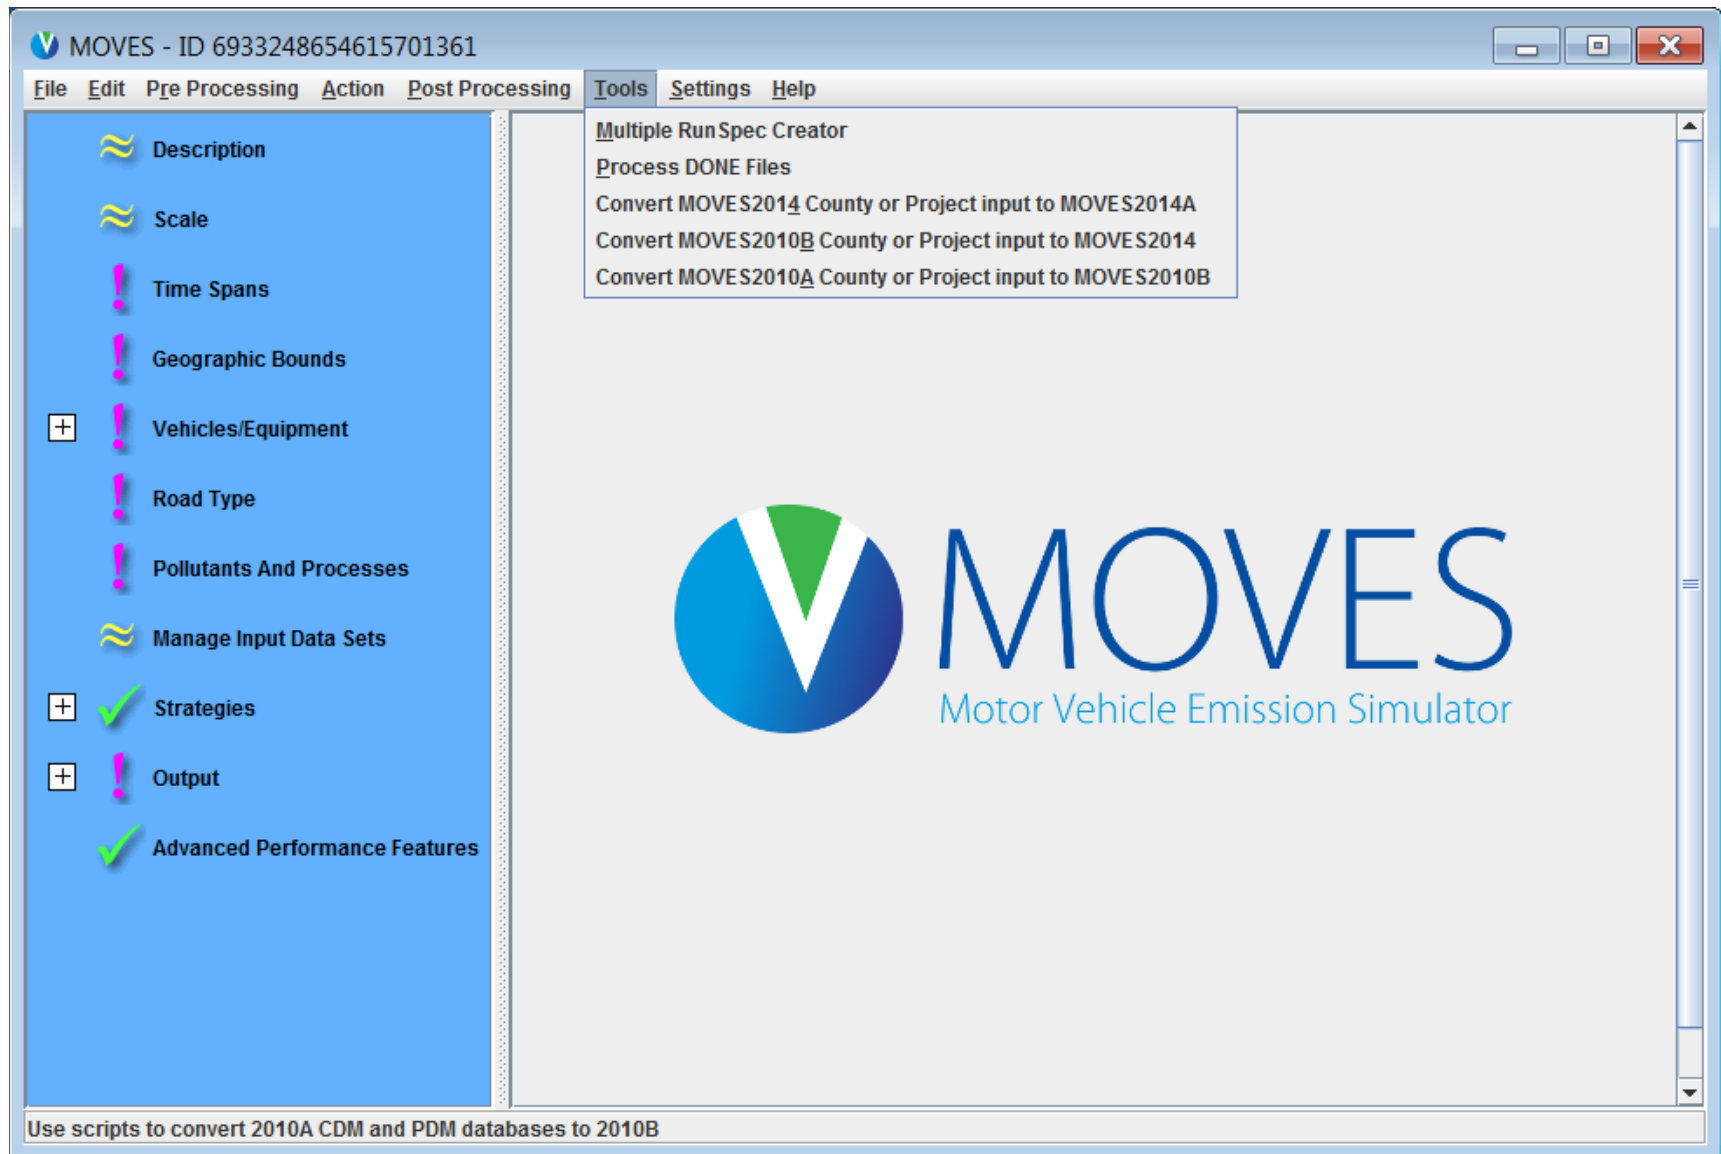 MOVES - ID 6933248654615701361
File Edit Pre Processing Action Post Processing Tools Settings Help
Multiple RunSpec Creator
Process DONE Files
Convert MOVES2014 County or Project input to MOVES2014A
Convert MOVES2010B County or Project input to MOVES2014
Convert MOVES2010A County or Project input to MOVES2010B
Description
Scale
Time Spans
Geographic Bounds
Vehicles/Equipment
Road Type
Pollutants And Processes
Manage Input Data Sets
Strategies
Output
Advanced Performance Features
MOVES
Motor Vehicle Emission Simulator
Use scripts to convert 2010A CDM and PDM databases to 2010B